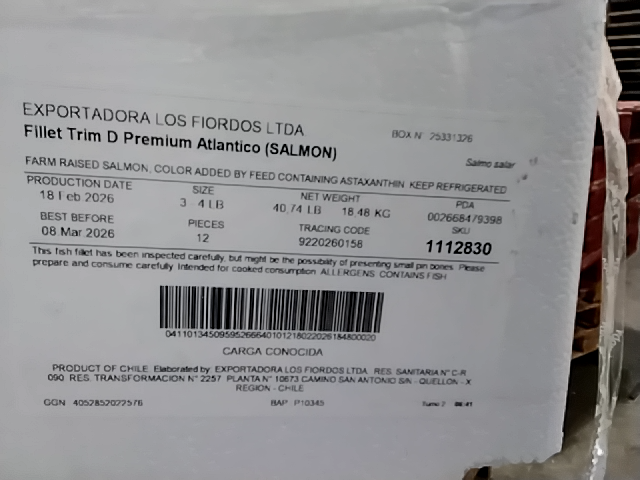 EXPORTADORA LOS FIORDOS LTDA
BOX N° 25331326
Fillet Trim D Premium Atlantico (SALMON)
Salmo salar
FARM RAISED SALMON, COLOR ADDED BY FEED CONTAINING ASTAXANTHIN KEEP REFRIGERATED
PRODUCTION DATE SIZE NET WEIGHT PDA
18 Feb 2026 3 - 4 LB 40,74 LB 18,48 KG 002668479398
BEST BEFORE PIECES TRACING CODE SKU
08 Mar 2026 12 9220260158 1112830
This fish fillet has been inspected carefully, but might be the possibility of presenting small pin bones. Please
prepare and consume carefully. Intended for cooked consumption. ALLERGENS: CONTAINS FISH
CARGA CONOCIDA
PRODUCT OF CHILE. Elaborated by: EXPORTADORA LOS FIORDOS LTDA. RES. SANITARIA N° C-R
090. RES. TRANSFORMACION N° 2257 PLANTA N° 10673 CAMINO SAN ANTONIO S/N - QUELLON - X
REGION - CHILE
GGN: 4052852022576 BAP: P10345 Turno 2